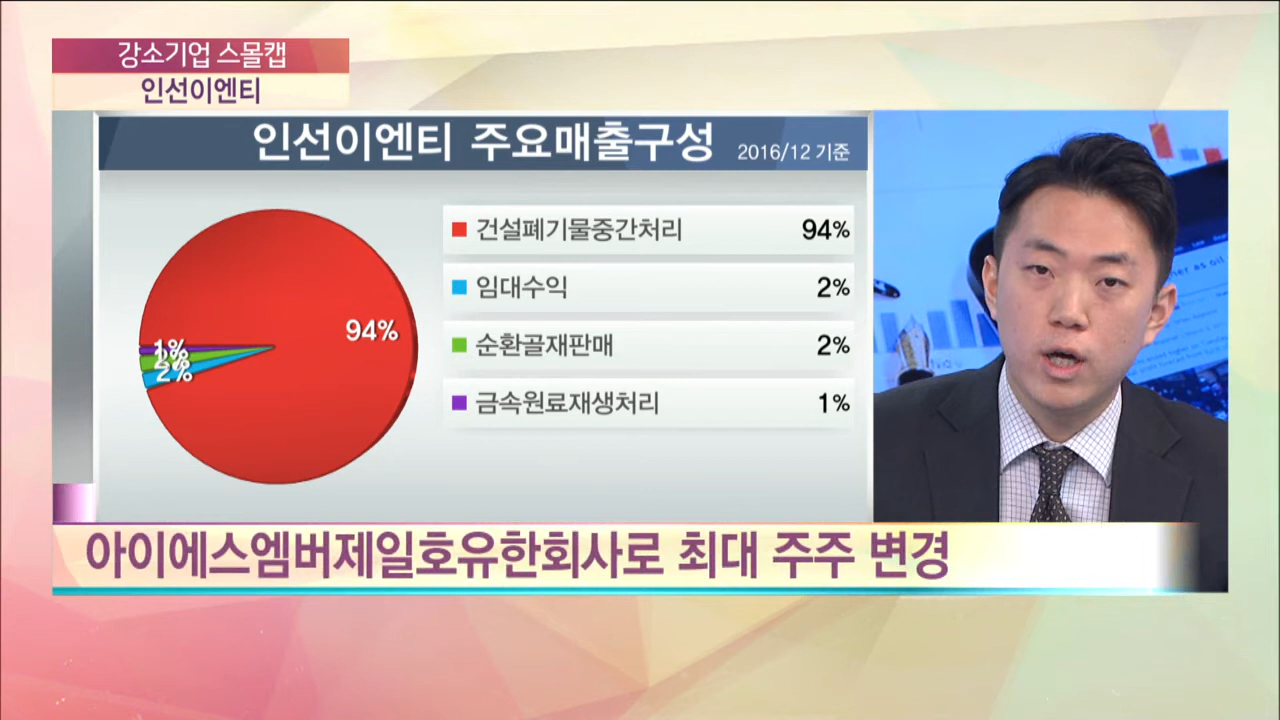 강소기업 스몰캡
인선이엔티
인선이엔티 주요매출구성 2016/12 기준
건설폐기물중간처리 94%
임대수익 2%
순환골재판매 2%
금속원료재생처리 1%
94%
1%
2%
2%
아이에스엠버제일호유한회사로 최대 주주 변경